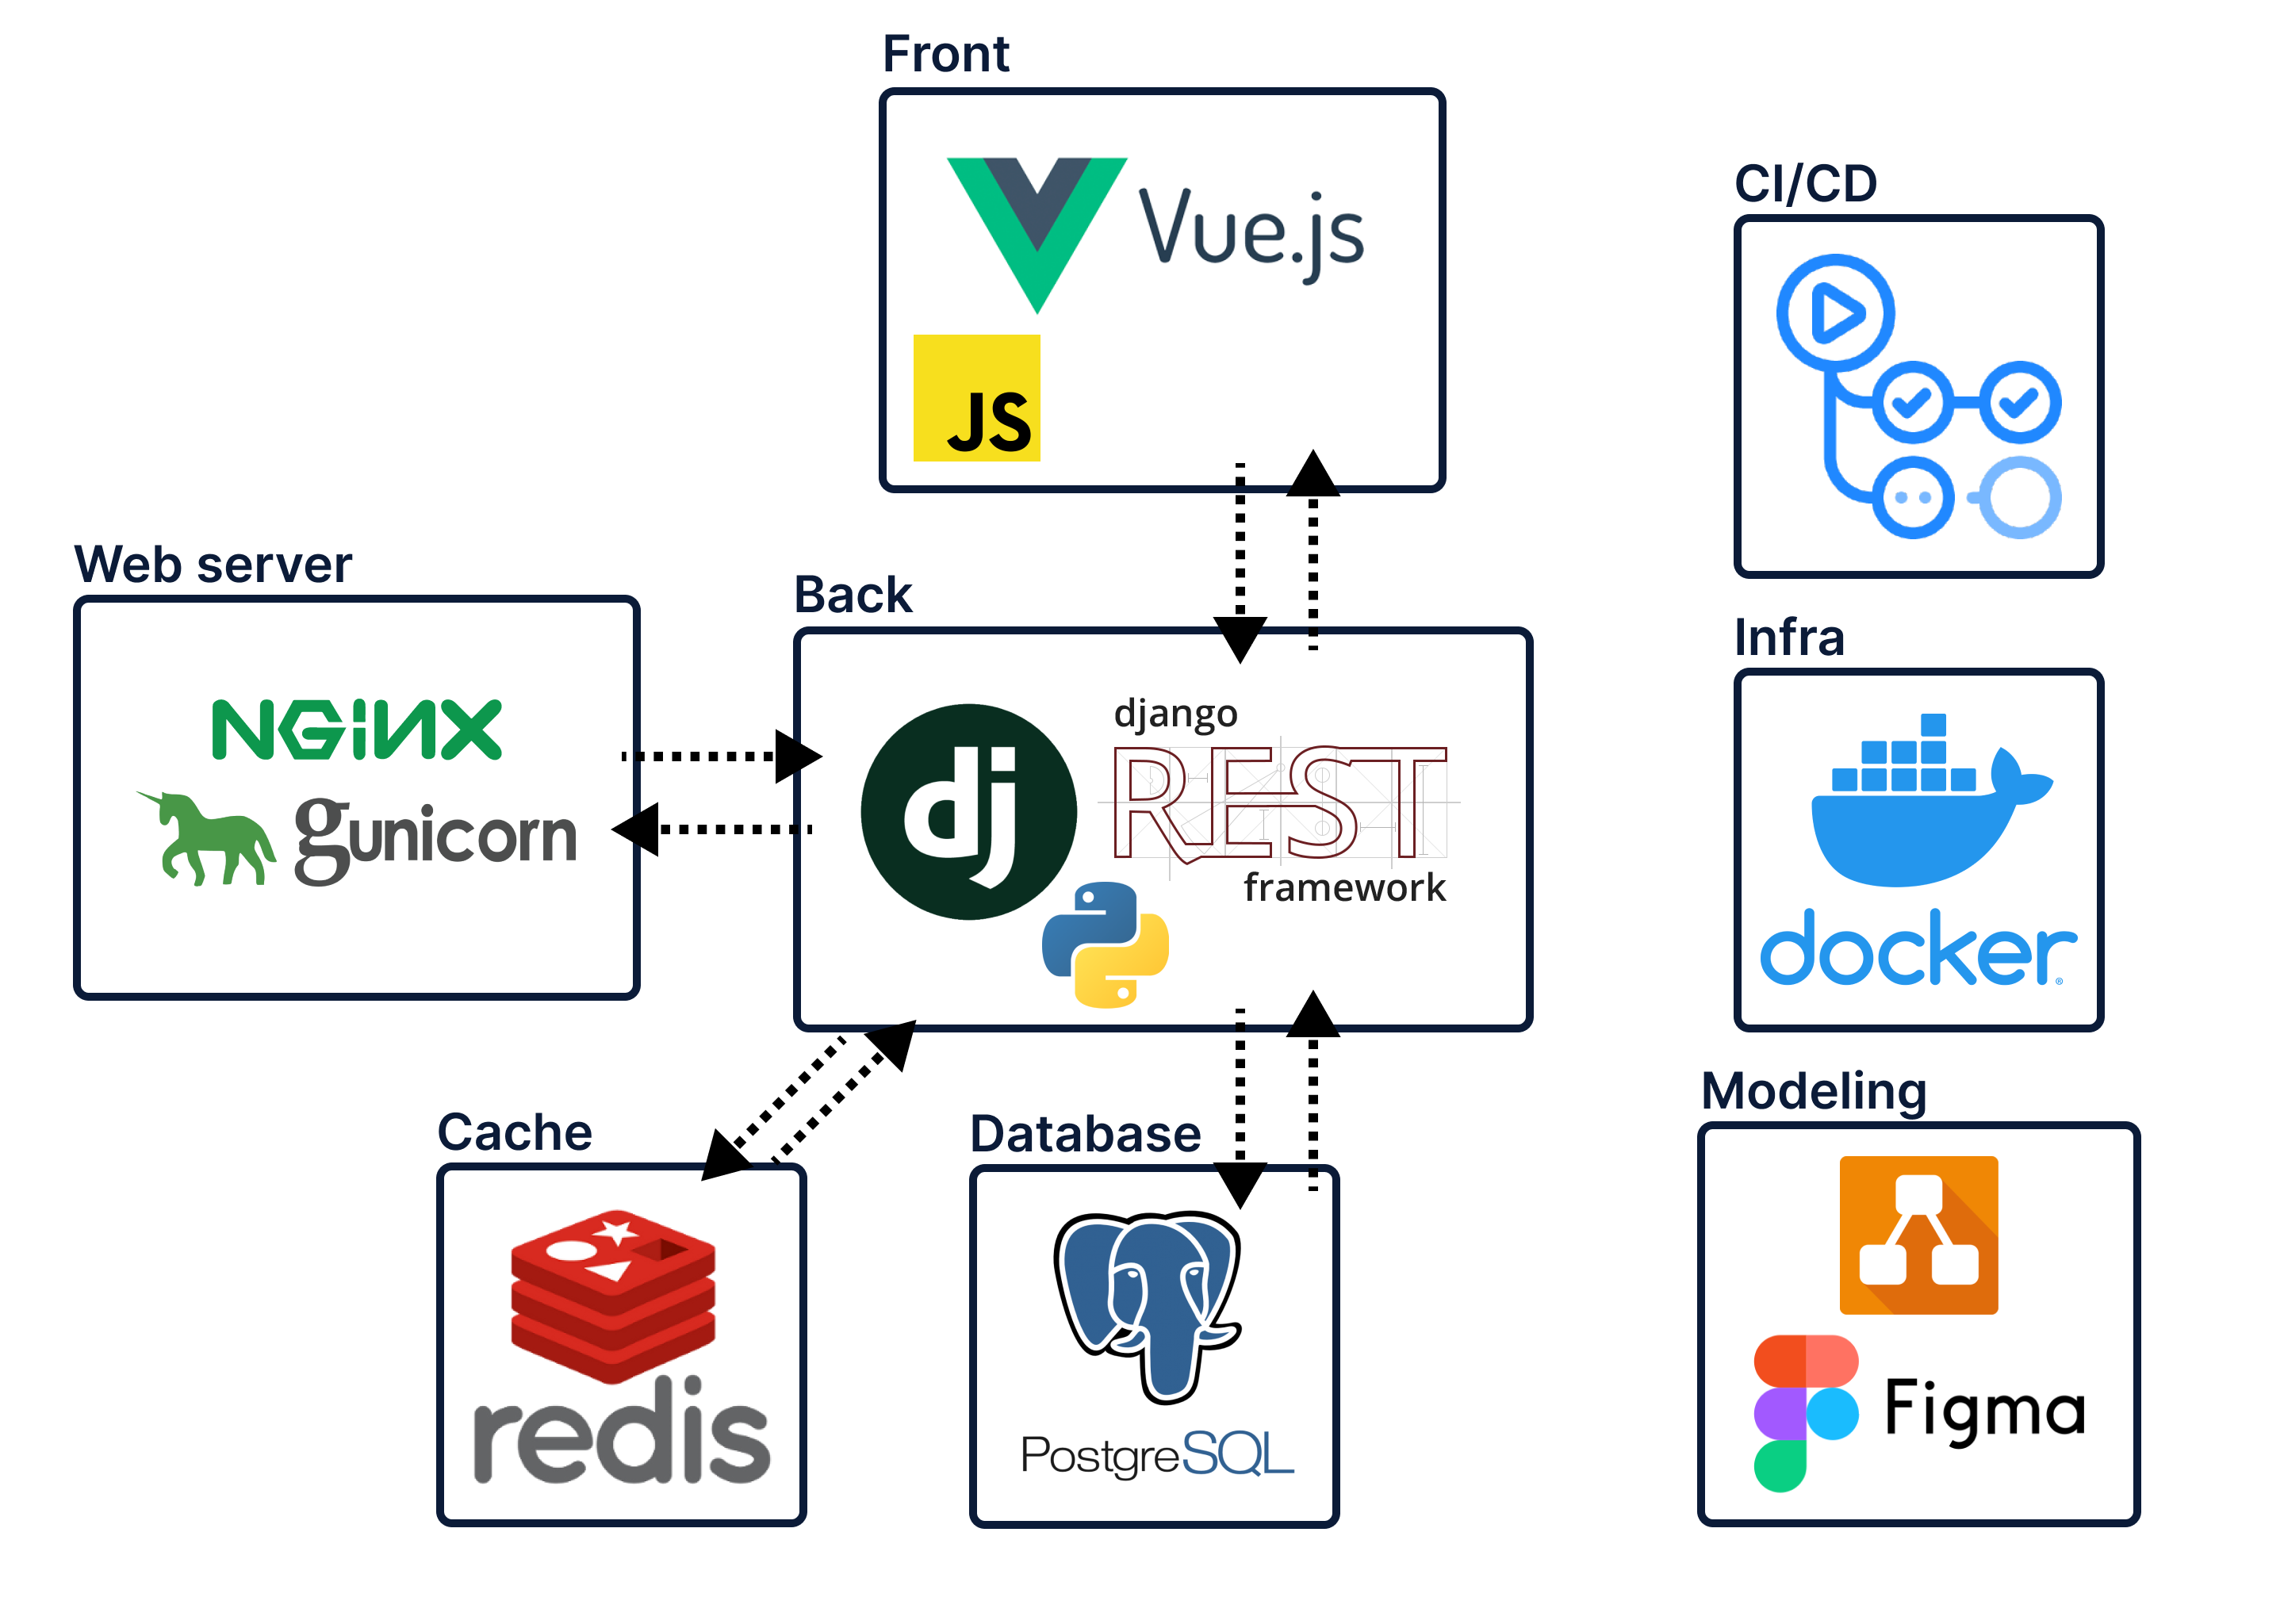 Front
Vue.js
JS
CI/CD
Web server
NGINX
gunicorn
Back
dj
django
REST
framework
Infra
docker
®
Cache
redis
Database
PostgreSQL
Modeling
Figma